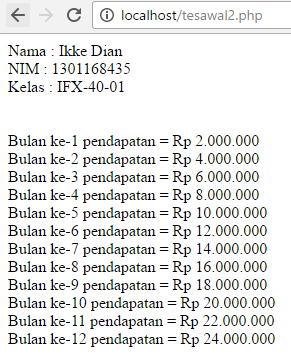 localhost/tesawal2.php
Nama : Ikke Dian
NIM : 1301168435
Kelas : IFX-40-01
Bulan ke-1 pendapatan = Rp 2.000.000
Bulan ke-2 pendapatan = Rp 4.000.000
Bulan ke-3 pendapatan = Rp 6.000.000
Bulan ke-4 pendapatan = Rp 8.000.000
Bulan ke-5 pendapatan = Rp 10.000.000
Bulan ke-6 pendapatan = Rp 12.000.000
Bulan ke-7 pendapatan = Rp 14.000.000
Bulan ke-8 pendapatan = Rp 16.000.000
Bulan ke-9 pendapatan = Rp 18.000.000
Bulan ke-10 pendapatan = Rp 20.000.000
Bulan ke-11 pendapatan = Rp 22.000.000
Bulan ke-12 pendapatan = Rp 24.000.000